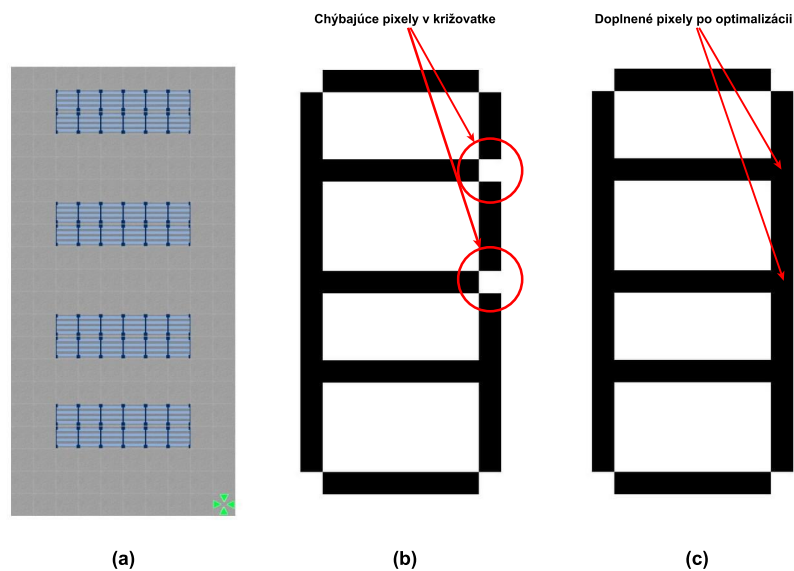 Chýbajúce pixely v križovatke
Doplnené pixely po optimalizácii
(a)
(b)
(c)